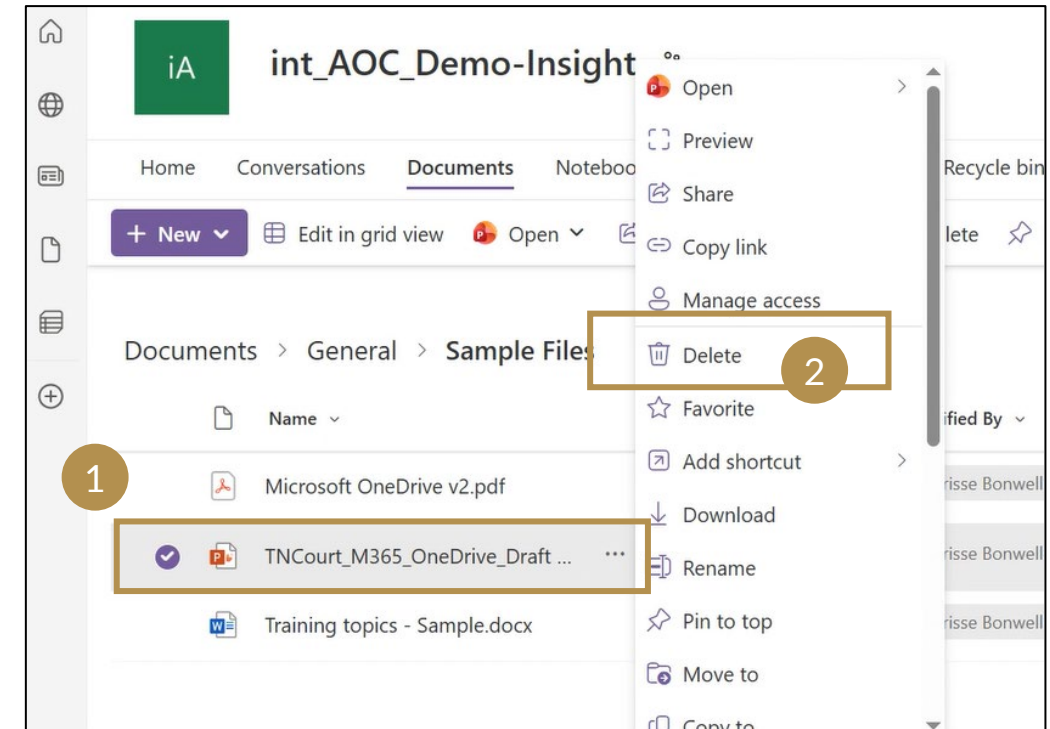 iA
int_AOC_Demo-Insight
Home Conversations Documents Noteboo Recycle bin
+ New Edit in grid view Open lete
Documents > General > Sample Files
Name ified By
1
Microsoft OneDrive v2.pdf risse Bonwell
TNCourt_M365_OneDrive_Draft ... ... risse Bonwell
Training topics - Sample.docx risse Bonwell
Open
Preview
Share
Copy link
Manage access
Delete
2
Favorite
Add shortcut
Download
Rename
Pin to top
Move to
Copy to